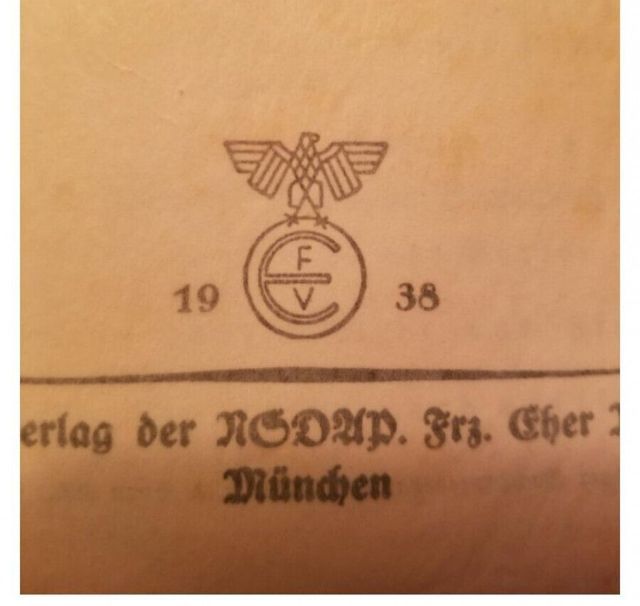 F
E
V
19 38
erlag der NSDAP. Frz. Eher
München